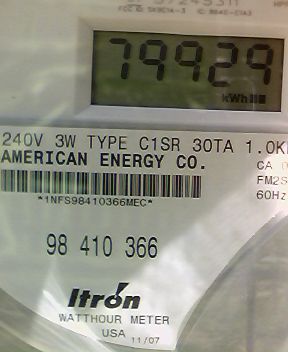 79929
kWh
240V 3W TYPE C1SR 30TA 1.0K
AMERICAN ENERGY CO.
CA
FM2S
60Hz
*1NFS98410366MEC*
98 410 366
Itrón
WATTHOUR METER
USA 11/07